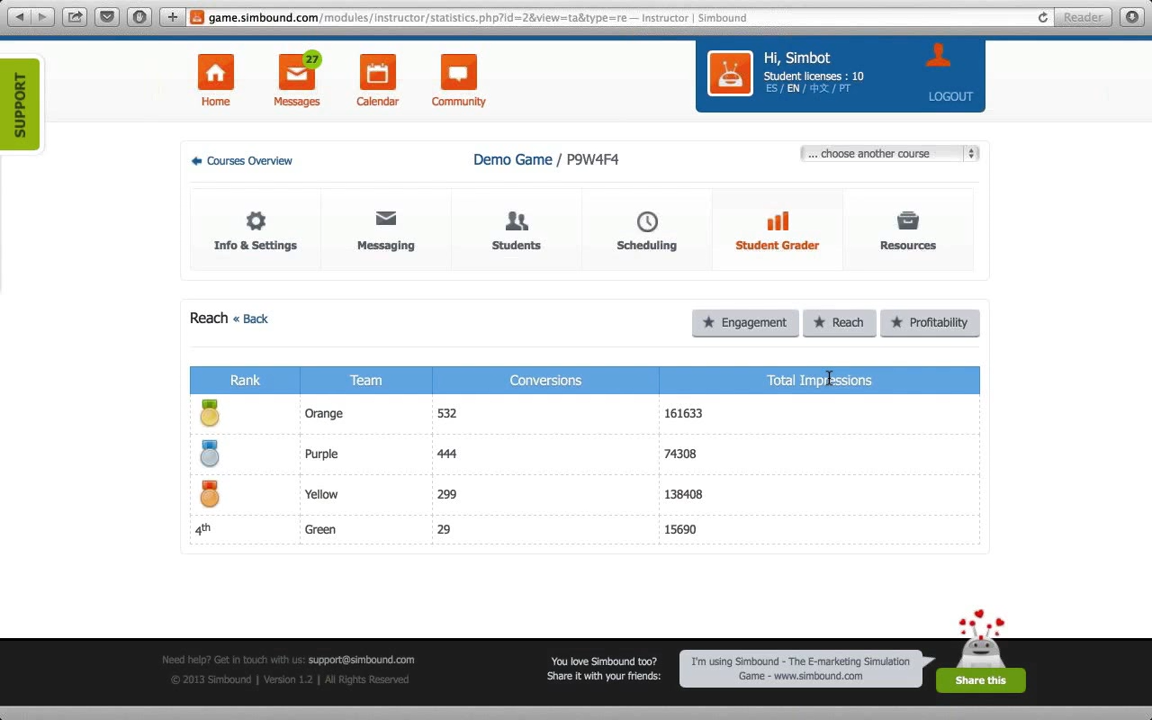 game.simbound.com/modules/instructor/statistics.php?id=2&view=ta&type=re — Instructor | Simbound
Reader
SUPPORT
Home
Messages
27
Calendar
Community
Hi, Simbot
Student licenses : 10
ES / EN / 中文 / PT
LOGOUT
Courses Overview
Demo Game / P9W4F4
... choose another course
Info & Settings
Messaging
Students
Scheduling
Student Grader
Resources
Reach « Back
Engagement
Reach
Profitability
Rank Team Conversions Total Impressions
Orange 532 161633
Purple 444 74308
Yellow 299 138408
4th Green 29 15690
Need help? Get in touch with us: support@simbound.com
© 2013 Simbound | Version 1.2 | All Rights Reserved
You love Simbound too?
Share it with your friends:
I'm using Simbound - The E-marketing Simulation
Game - www.simbound.com
Share this